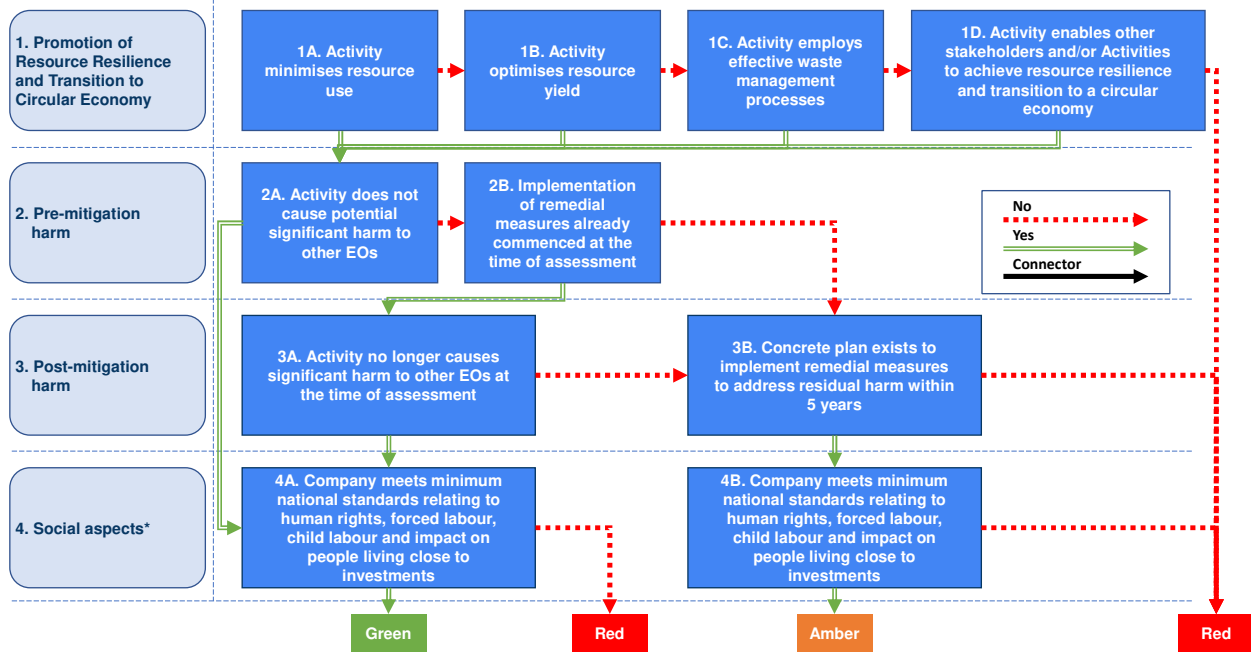 1. Promotion of
Resource Resilience
and Transition to
Circular Economy
1A. Activity
minimises resource
use
1B. Activity
optimises resource
yield
1C. Activity employs
effective waste
management
processes
1D. Activity enables other
stakeholders and/or Activities
to achieve resource resilience
and transition to a circular
economy
2. Pre-mitigation
harm
2A. Activity does not
cause potential
significant harm to
other EOs
2B. Implementation
of remedial
measures already
commenced at the
time of assessment
No
Yes
Connector
3. Post-mitigation
harm
3A. Activity no longer causes
significant harm to other EOs at
the time of assessment
3B. Concrete plan exists to
implement remedial measures
to address residual harm within
5 years
4. Social aspects*
4A. Company meets minimum
national standards relating to
human rights, forced labour,
child labour and impact on
people living close to
investments
4B. Company meets minimum
national standards relating to
human rights, forced labour,
child labour and impact on
people living close to
investments
Green
Red
Amber
Red